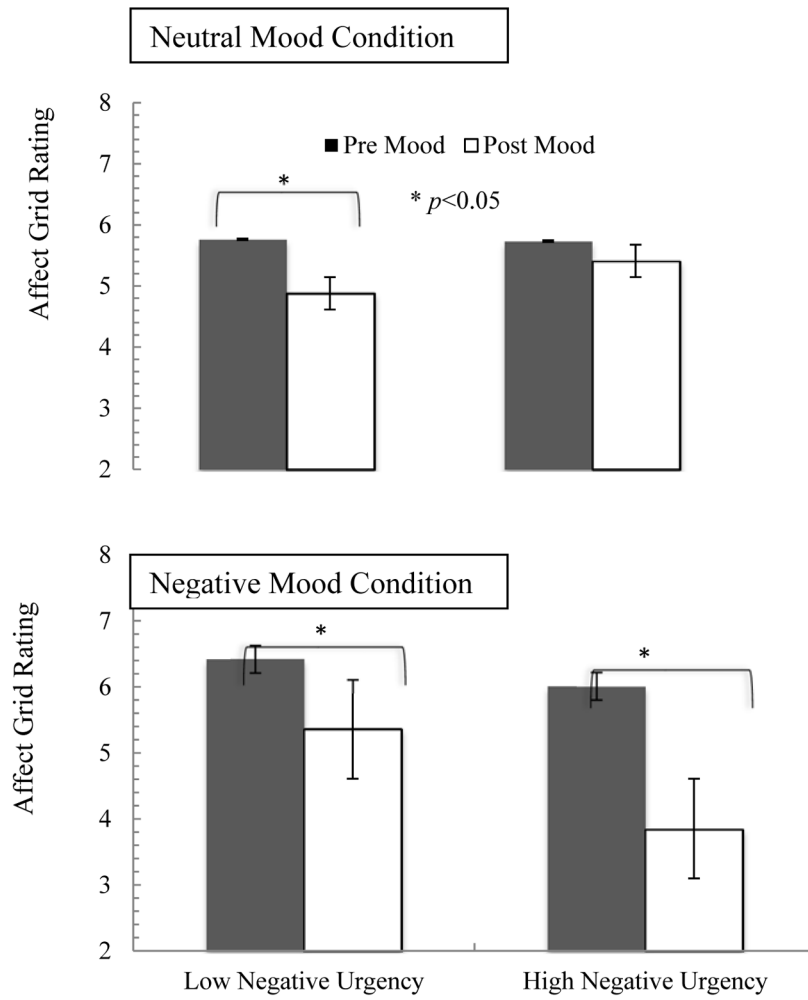 Neutral Mood Condition
Affect Grid Rating
8
7
6
5
4
3
2
■ Pre Mood □ Post Mood
*
* p<0.05
Negative Mood Condition
Affect Grid Rating
8
7
6
5
4
3
2
*
*
Low Negative Urgency
High Negative Urgency